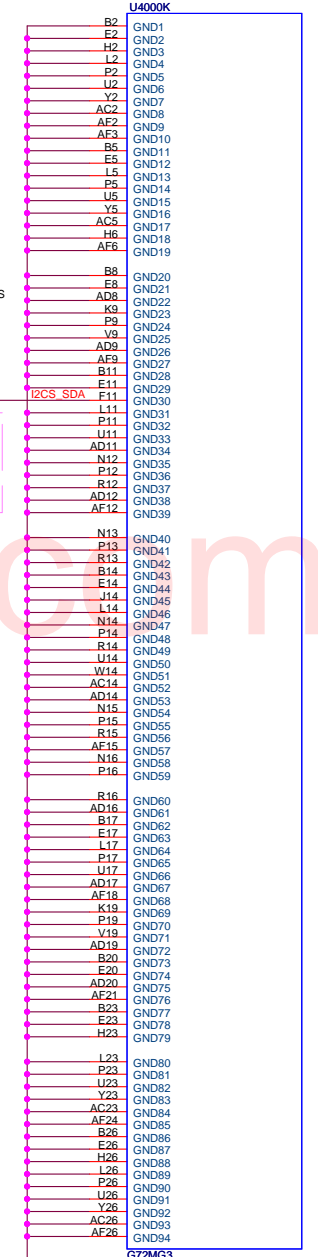 U4000K
B2 GND1
E2 GND2
H2 GND3
L2 GND4
P2 GND5
U2 GND6
Y2 GND7
AC2 GND8
AF2 GND9
AF3 GND10
B5 GND11
E5 GND12
L5 GND13
P5 GND14
U5 GND15
Y5 GND16
AC5 GND17
H6 GND18
AF6 GND19
B8 GND20
E8 GND21
S
AD8 GND22
K9 GND23
P9 GND24
V9 GND25
AD9 GND26
AF9 GND27
B11 GND28
E11 GND29
I2CS_SDA F11 GND30
L11 GND31
P11 GND32
U11 GND33
AD11 GND34
N12 GND35
P12 GND36
R12 GND37
AD12 GND38
AF12 GND39
N13 GND40
P13 GND41
R13 GND42
B14 GND43
E14 GND44
J14 GND45
L14 GND46
N14 GND47
P14 GND48
R14 GND49
U14 GND50
W14 GND51
AC14 GND52
AD14 GND53
N15 GND54
P15 GND55
R15 GND56
AF15 GND57
N16 GND58
P16 GND59
com
R16 GND60
AD16 GND61
B17 GND62
E17 GND63
L17 GND64
P17 GND65
U17 GND66
AD17 GND67
AF18 GND68
K19 GND69
P19 GND70
V19 GND71
AD19 GND72
B20 GND73
E20 GND74
AD20 GND75
AF21 GND76
B23 GND77
E23 GND78
H23 GND79
L23 GND80
P23 GND81
U23 GND82
Y23 GND83
AC23 GND84
AF24 GND85
B26 GND86
E26 GND87
H26 GND88
L26 GND89
P26 GND90
U26 GND91
Y26 GND92
AC26 GND93
AF26 GND94
G72MG3